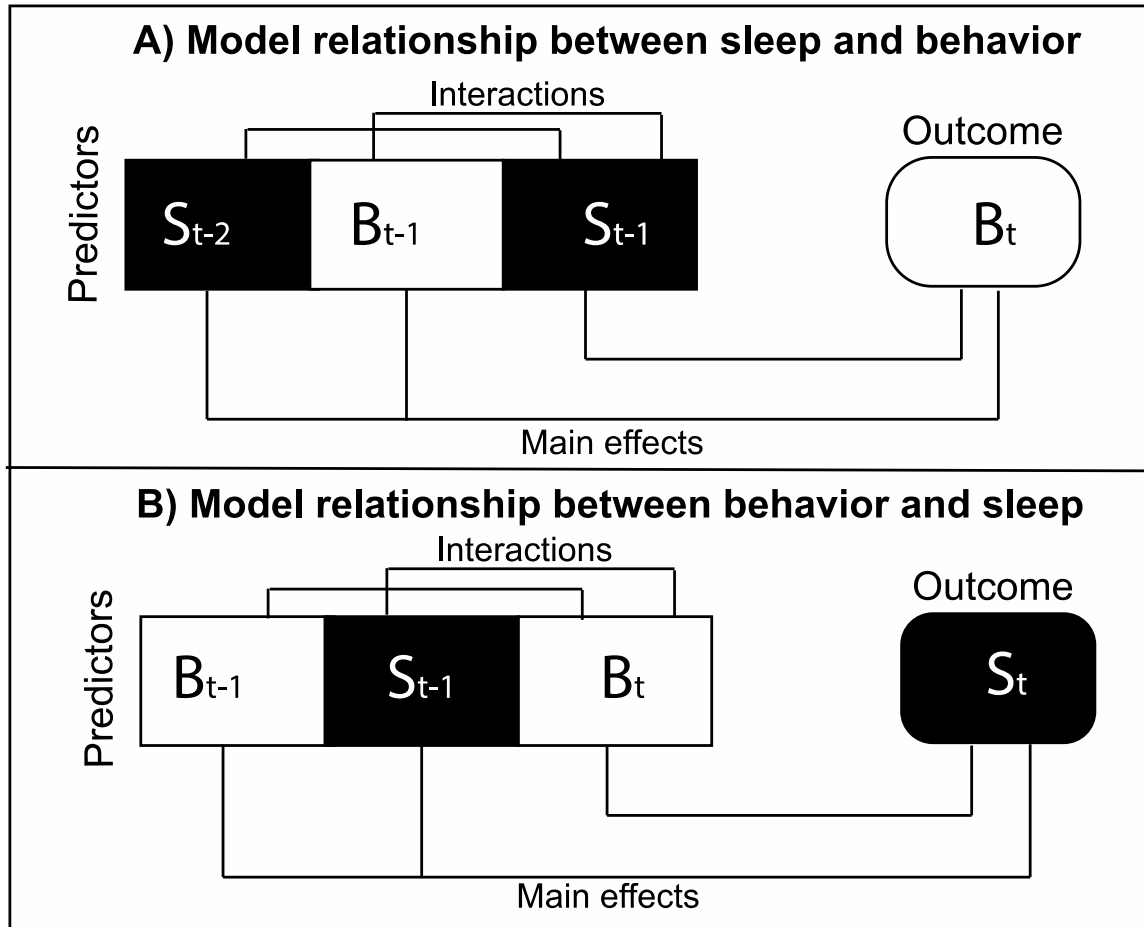 A) Model relationship between sleep and behavior
Interactions
Predictors
Outcome
St-2 Bt-1 St-1 Bt
Main effects
B) Model relationship between behavior and sleep
Interactions
Predictors
Outcome
Bt-1 St-1 Bt St
Main effects